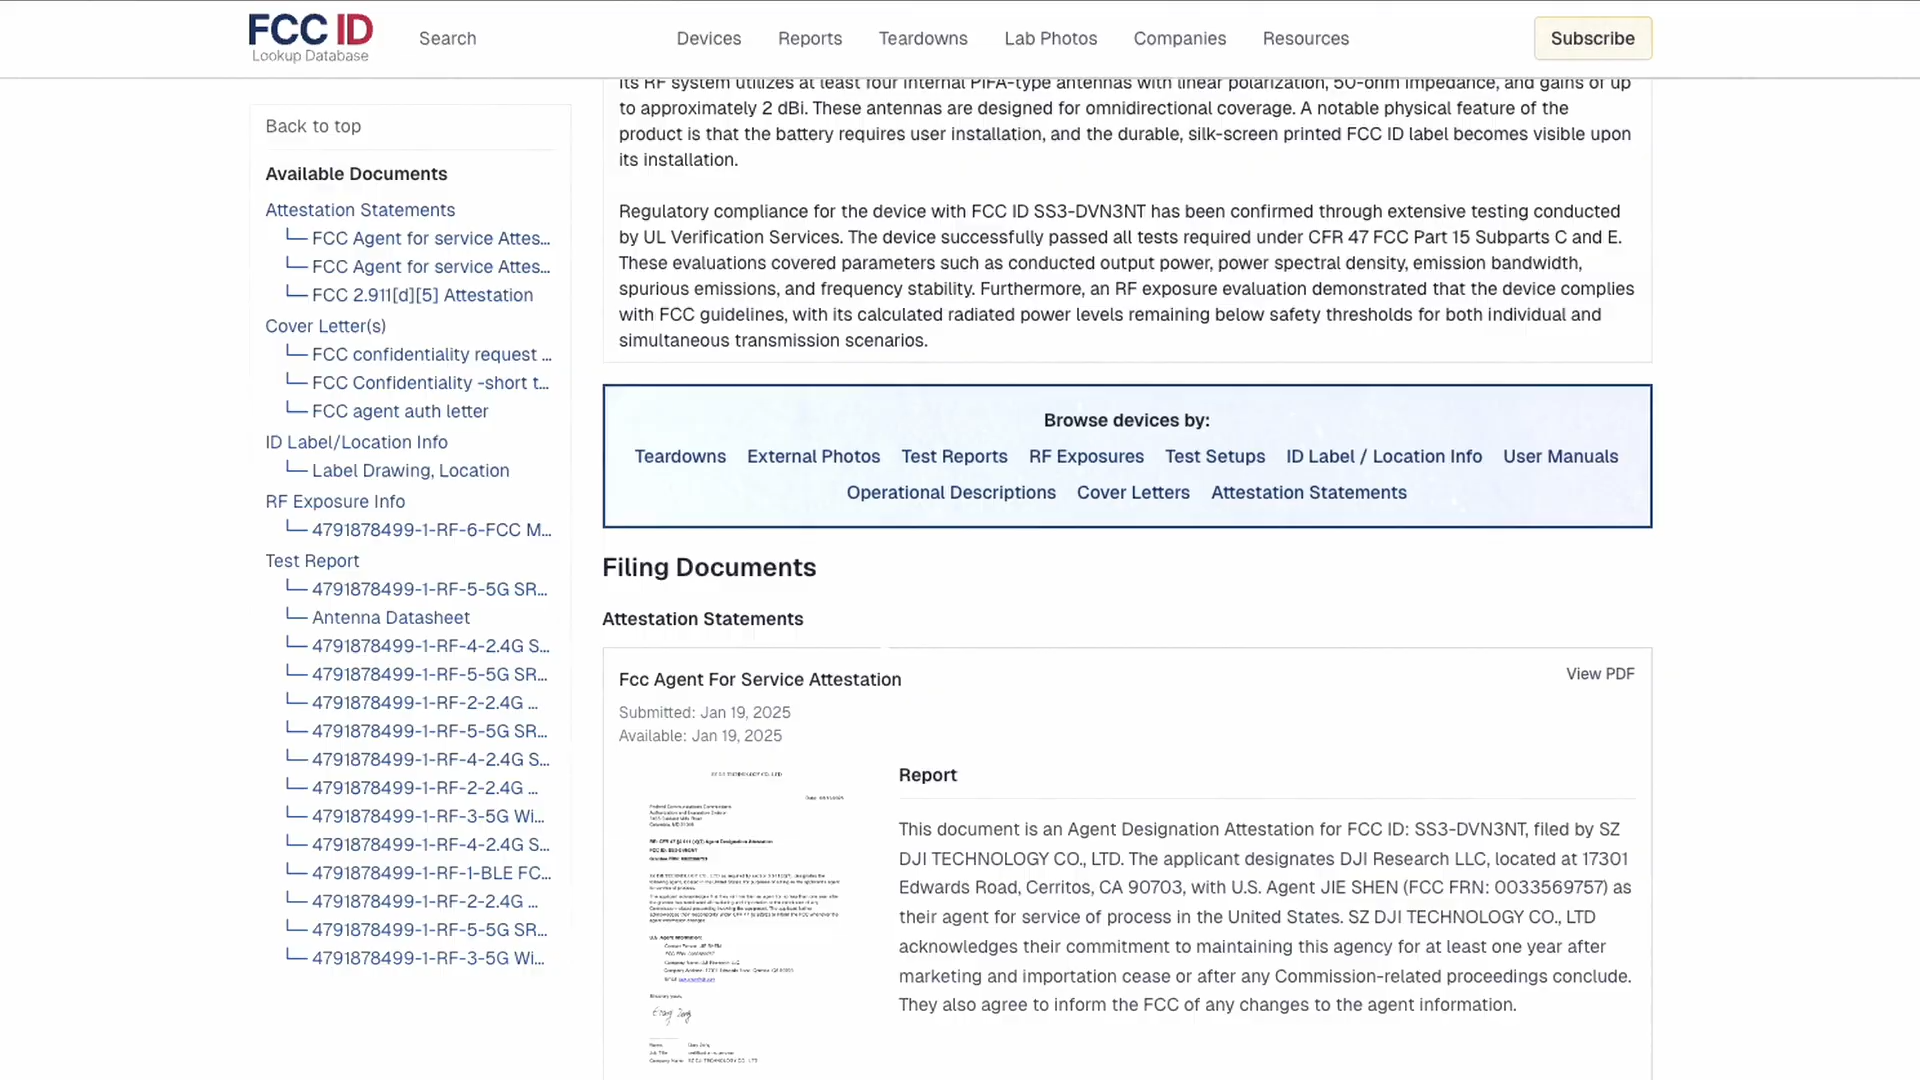 FCC ID
Lookup Database
Search
Devices
Reports
Teardowns
Lab Photos
Companies
Resources
Subscribe
Back to top
Available Documents
Attestation Statements
FCC Agent for service Attes...
FCC Agent for service Attes...
FCC 2.911[d][5] Attestation
Cover Letter(s)
FCC confidentiality request ...
FCC Confidentiality -short t...
FCC agent auth letter
ID Label/Location Info
Label Drawing, Location
RF Exposure Info
4791878499-1-RF-6-FCC M...
Test Report
4791878499-1-RF-5-5G SR...
Antenna Datasheet
4791878499-1-RF-4-2.4G S...
4791878499-1-RF-5-5G SR...
4791878499-1-RF-2-2.4G ...
4791878499-1-RF-5-5G SR...
4791878499-1-RF-4-2.4G S...
4791878499-1-RF-2-2.4G ...
4791878499-1-RF-3-5G Wi...
4791878499-1-RF-4-2.4G S...
4791878499-1-RF-1-BLE FC...
4791878499-1-RF-2-2.4G ...
4791878499-1-RF-5-5G SR...
4791878499-1-RF-3-5G Wi...
Its RF system utilizes at least four internal PIFA-type antennas with linear polarization, 50-ohm impedance, and gains of up
to approximately 2 dBi. These antennas are designed for omnidirectional coverage. A notable physical feature of the
product is that the battery requires user installation, and the durable, silk-screen printed FCC ID label becomes visible upon
its installation.
Regulatory compliance for the device with FCC ID SS3-DVN3NT has been confirmed through extensive testing conducted
by UL Verification Services. The device successfully passed all tests required under CFR 47 FCC Part 15 Subparts C and E.
These evaluations covered parameters such as conducted output power, power spectral density, emission bandwidth,
spurious emissions, and frequency stability. Furthermore, an RF exposure evaluation demonstrated that the device complies
with FCC guidelines, with its calculated radiated power levels remaining below safety thresholds for both individual and
simultaneous transmission scenarios.
Browse devices by:
Teardowns External Photos Test Reports RF Exposures Test Setups ID Label / Location Info User Manuals
Operational Descriptions Cover Letters Attestation Statements
Filing Documents
Attestation Statements
Fcc Agent For Service Attestation
View PDF
Submitted: Jan 19, 2025
Available: Jan 19, 2025
Report
This document is an Agent Designation Attestation for FCC ID: SS3-DVN3NT, filed by SZ
DJI TECHNOLOGY CO., LTD. The applicant designates DJI Research LLC, located at 17301
Edwards Road, Cerritos, CA 90703, with U.S. Agent JIE SHEN (FCC FRN: 0033569757) as
their agent for service of process in the United States. SZ DJI TECHNOLOGY CO., LTD
acknowledges their commitment to maintaining this agency for at least one year after
marketing and importation cease or after any Commission-related proceedings conclude.
They also agree to inform the FCC of any changes to the agent information.